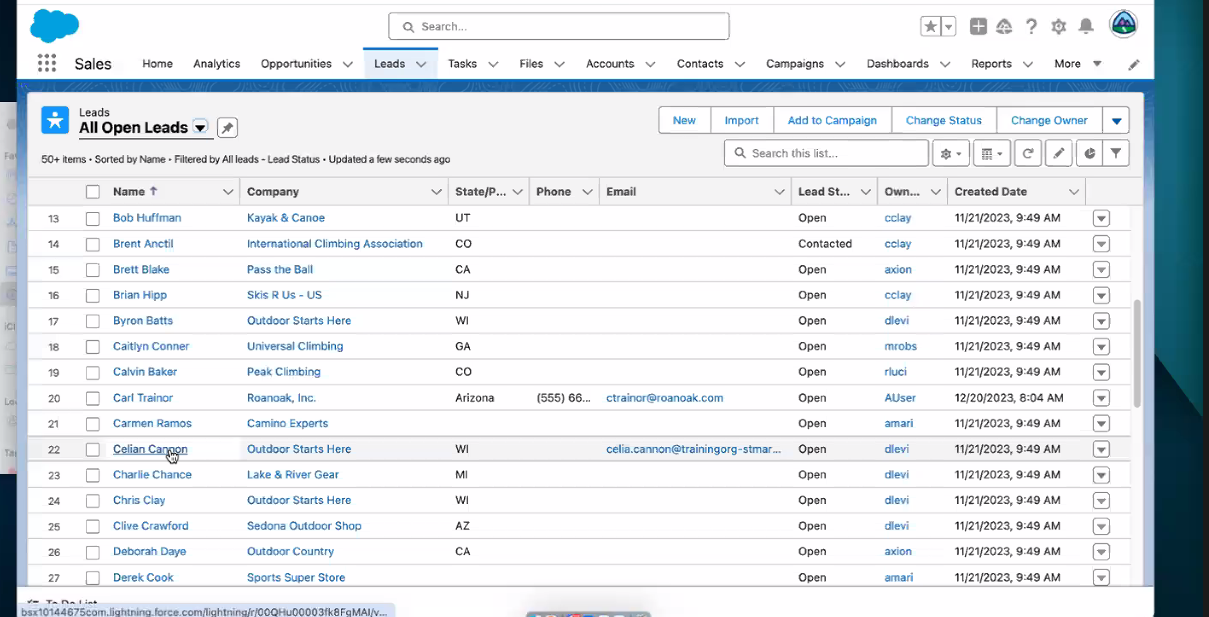 Search...
Sales Home Analytics Opportunities Leads Tasks Files Accounts Contacts Campaigns Dashboards Reports More
Leads
All Open Leads
New Import Add to Campaign Change Status Change Owner
50+ items • Sorted by Name • Filtered by All leads - Lead Status • Updated a few seconds ago
Search this list...
Name Company State/P... Phone Email Lead St... Own... Created Date
13 Bob Huffman Kayak & Canoe UT Open cclay 11/21/2023, 9:49 AM
14 Brent Anctil International Climbing Association CO Contacted cclay 11/21/2023, 9:49 AM
15 Brett Blake Pass the Ball CA Open axion 11/21/2023, 9:49 AM
16 Brian Hipp Skis R Us - US NJ Open cclay 11/21/2023, 9:49 AM
17 Byron Batts Outdoor Starts Here WI Open dlevi 11/21/2023, 9:49 AM
18 Caitlyn Conner Universal Climbing GA Open mrobs 11/21/2023, 9:49 AM
19 Calvin Baker Peak Climbing CO Open rluci 11/21/2023, 9:49 AM
20 Carl Trainor Roanoak, Inc. Arizona (555) 66... ctrainor@roanoak.com Open AUser 12/20/2023, 8:04 AM
21 Carmen Ramos Camino Experts Open amari 11/21/2023, 9:49 AM
22 Celian Cannon Outdoor Starts Here WI celia.cannon@trainingorg-stmar... Open dlevi 11/21/2023, 9:49 AM
23 Charlie Chance Lake & River Gear MI Open dlevi 11/21/2023, 9:49 AM
24 Chris Clay Outdoor Starts Here WI Open dlevi 11/21/2023, 9:49 AM
25 Clive Crawford Sedona Outdoor Shop AZ Open dlevi 11/21/2023, 9:49 AM
26 Deborah Daye Outdoor Country CA Open axion 11/21/2023, 9:49 AM
27 Derek Cook Sports Super Store Open amari 11/21/2023, 9:49 AM
To Do List